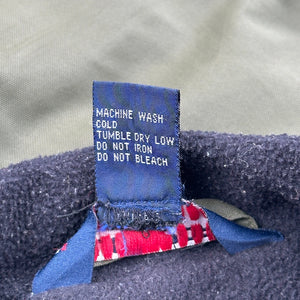 MACHINE WASH
COLD
TUMBLE DRY LOW
DO NOT IRON
DO NOT BLEACH